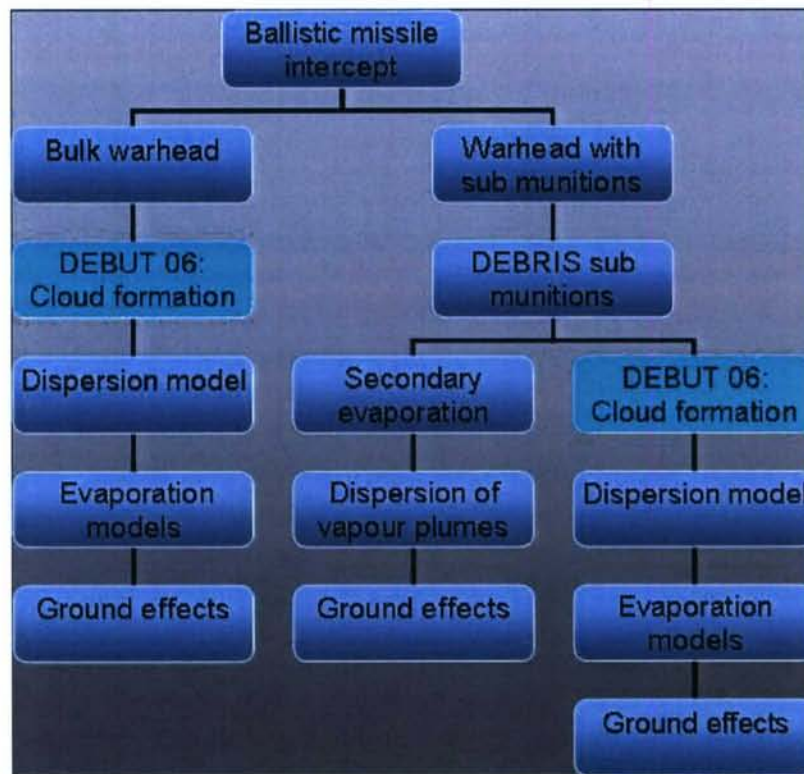 Ballistic missile
intercept
Bulk warhead
Warhead with
sub munitions
DEBUT 06:
Cloud formation
DEBRIS sub
munitions
Dispersion model
Secondary
evaporation
DEBUT 06:
Cloud formation
Evaporation
models
Dispersion of
vapour plumes
Dispersion model
Ground effects
Ground effects
Evaporation
models
Ground effects